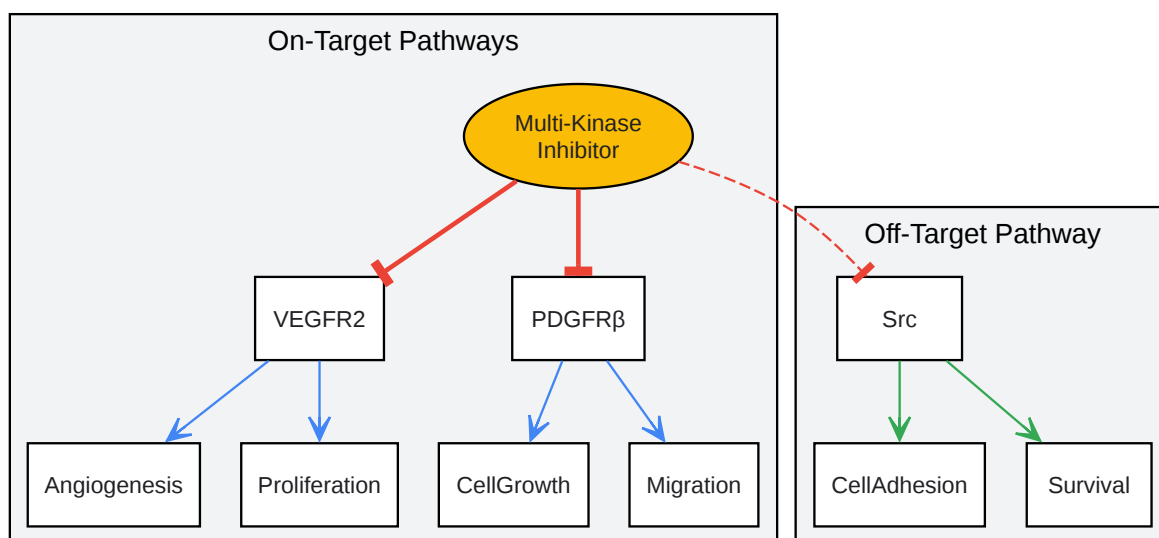 On-Target Pathways
Multi-Kinase
Inhibitor
Off-Target Pathway
VEGFR2
PDGFRβ
Src
Angiogenesis
Proliferation
CellGrowth
Migration
CellAdhesion
Survival